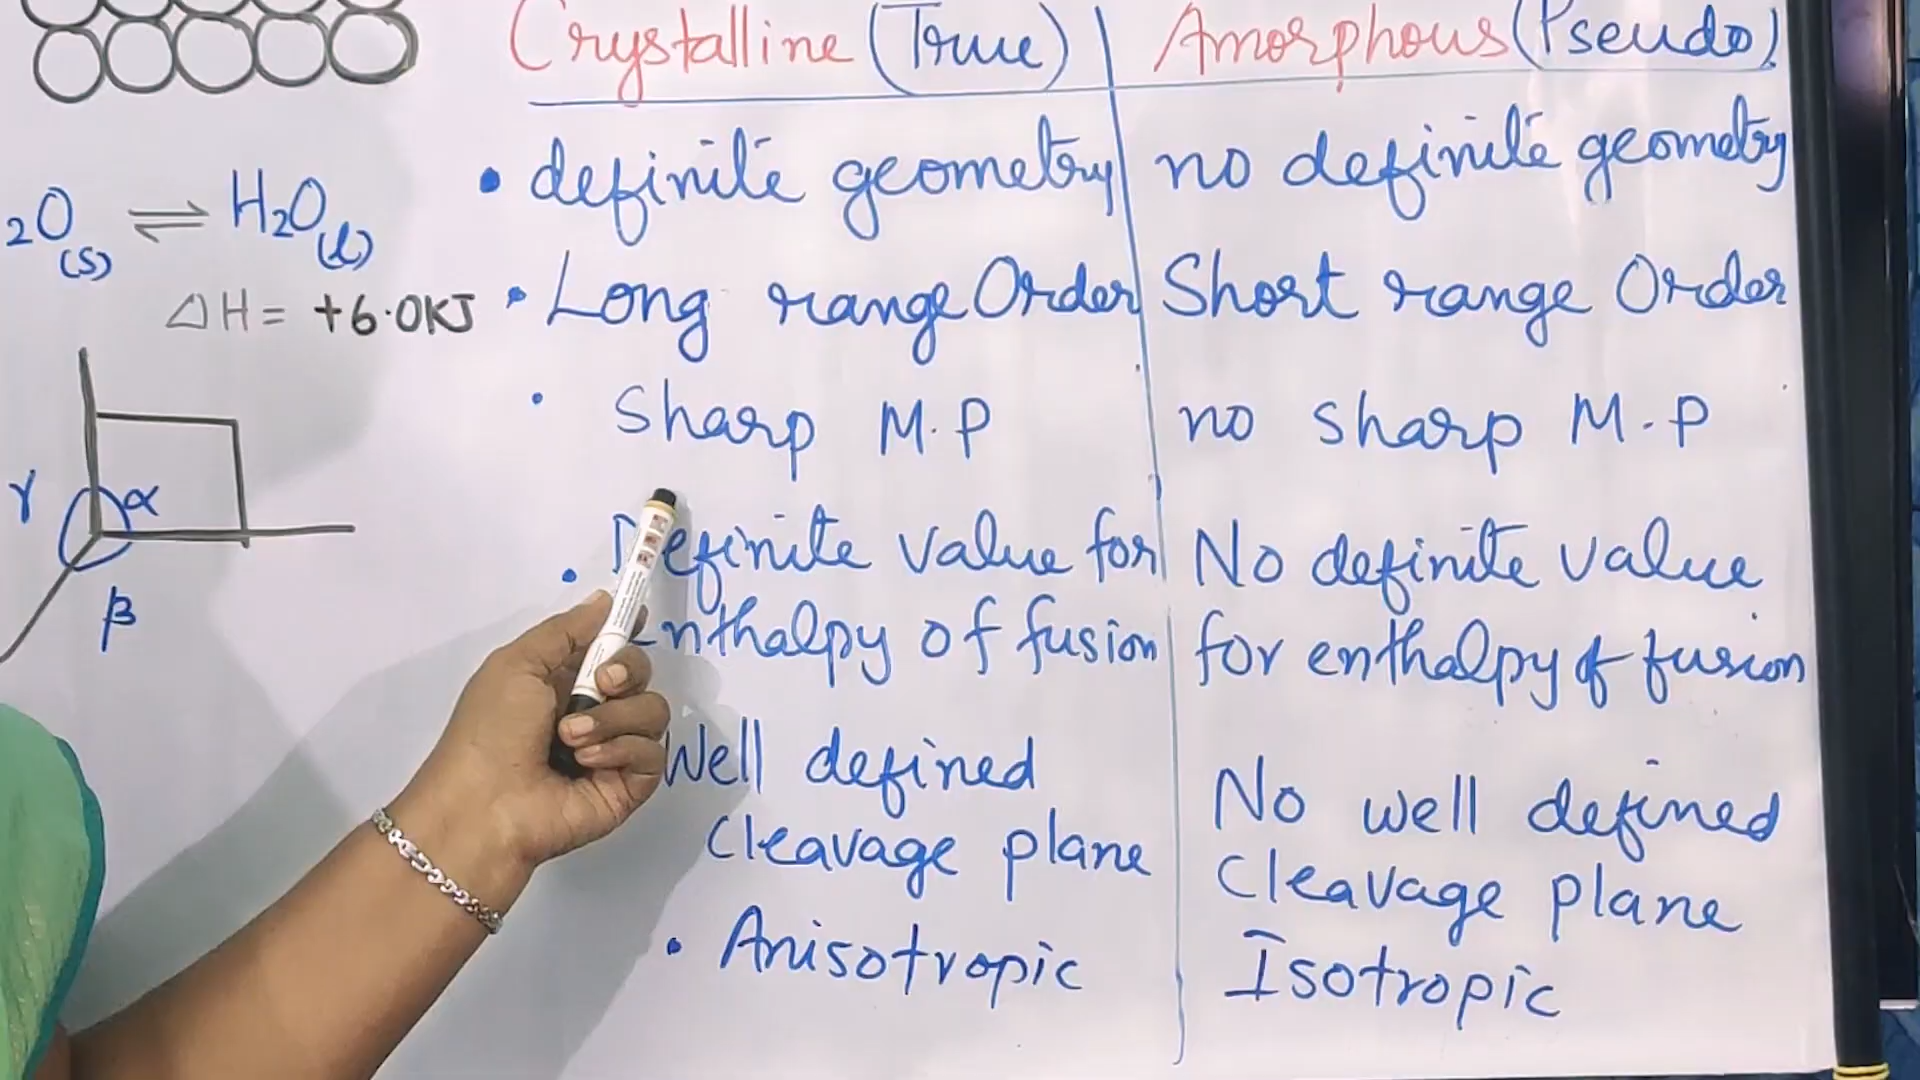 Crystalline (True) Amorphous (Pseudo)
• definite geometry no definite geometry
• Long range Order Short range Order
• Sharp M.P no sharp M.P
• Definite value for No definite value
Enthalpy of fusion for enthalpy of fusion
Well defined No well defined
cleavage plane cleavage plane
• Anisotropic Isotropic
₂O(s) ⇌ H₂O(l)
ΔH = +6.0KJ
γ α
β